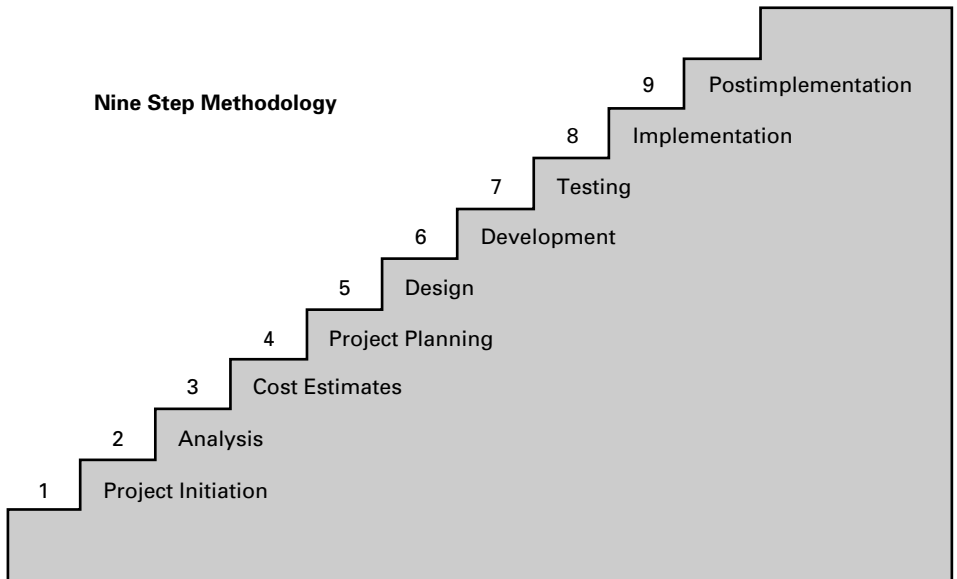 Nine Step Methodology
9 Postimplementation
8 Implementation
7 Testing
6 Development
5 Design
4 Project Planning
3 Cost Estimates
2 Analysis
1 Project Initiation